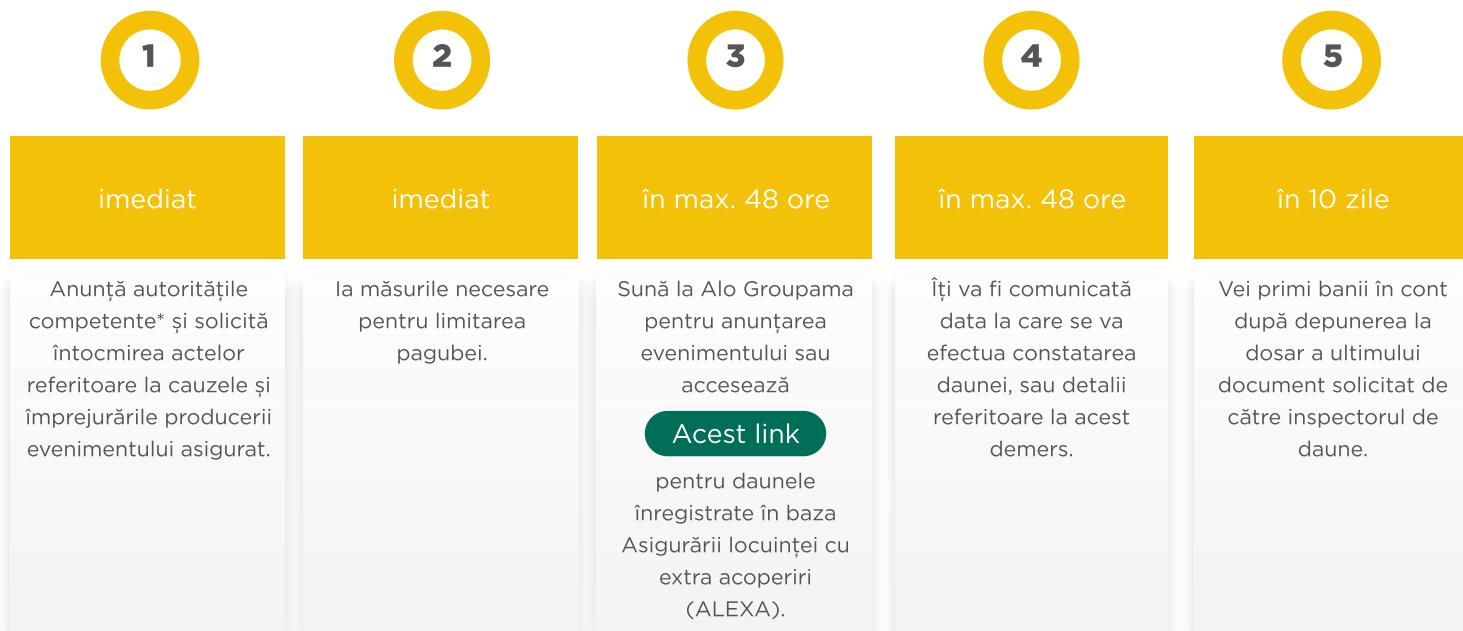 1
imediat
Anunță autoritățile
competente* și solicită
întocmirea actelor
referitoare la cauzele și
împrejurările producerii
evenimentului asigurat.
2
imediat
Ia măsurile necesare
pentru limitarea
pagubei.
3
în max. 48 ore
Sună la Alo Groupama
pentru anunțarea
evenimentului sau
accesează
Acest link
pentru daunele
înregistrate în baza
Asigurării locuinței cu
extra acoperiri
(ALEXA).
4
în max. 48 ore
Îți va fi comunicată
data la care se va
efectua constatarea
daunei, sau detalii
referitoare la acest
demers.
5
în 10 zile
Vei primi banii în cont
după depunerea la
dosar a ultimului
document solicitat de
către inspectorul de
daune.